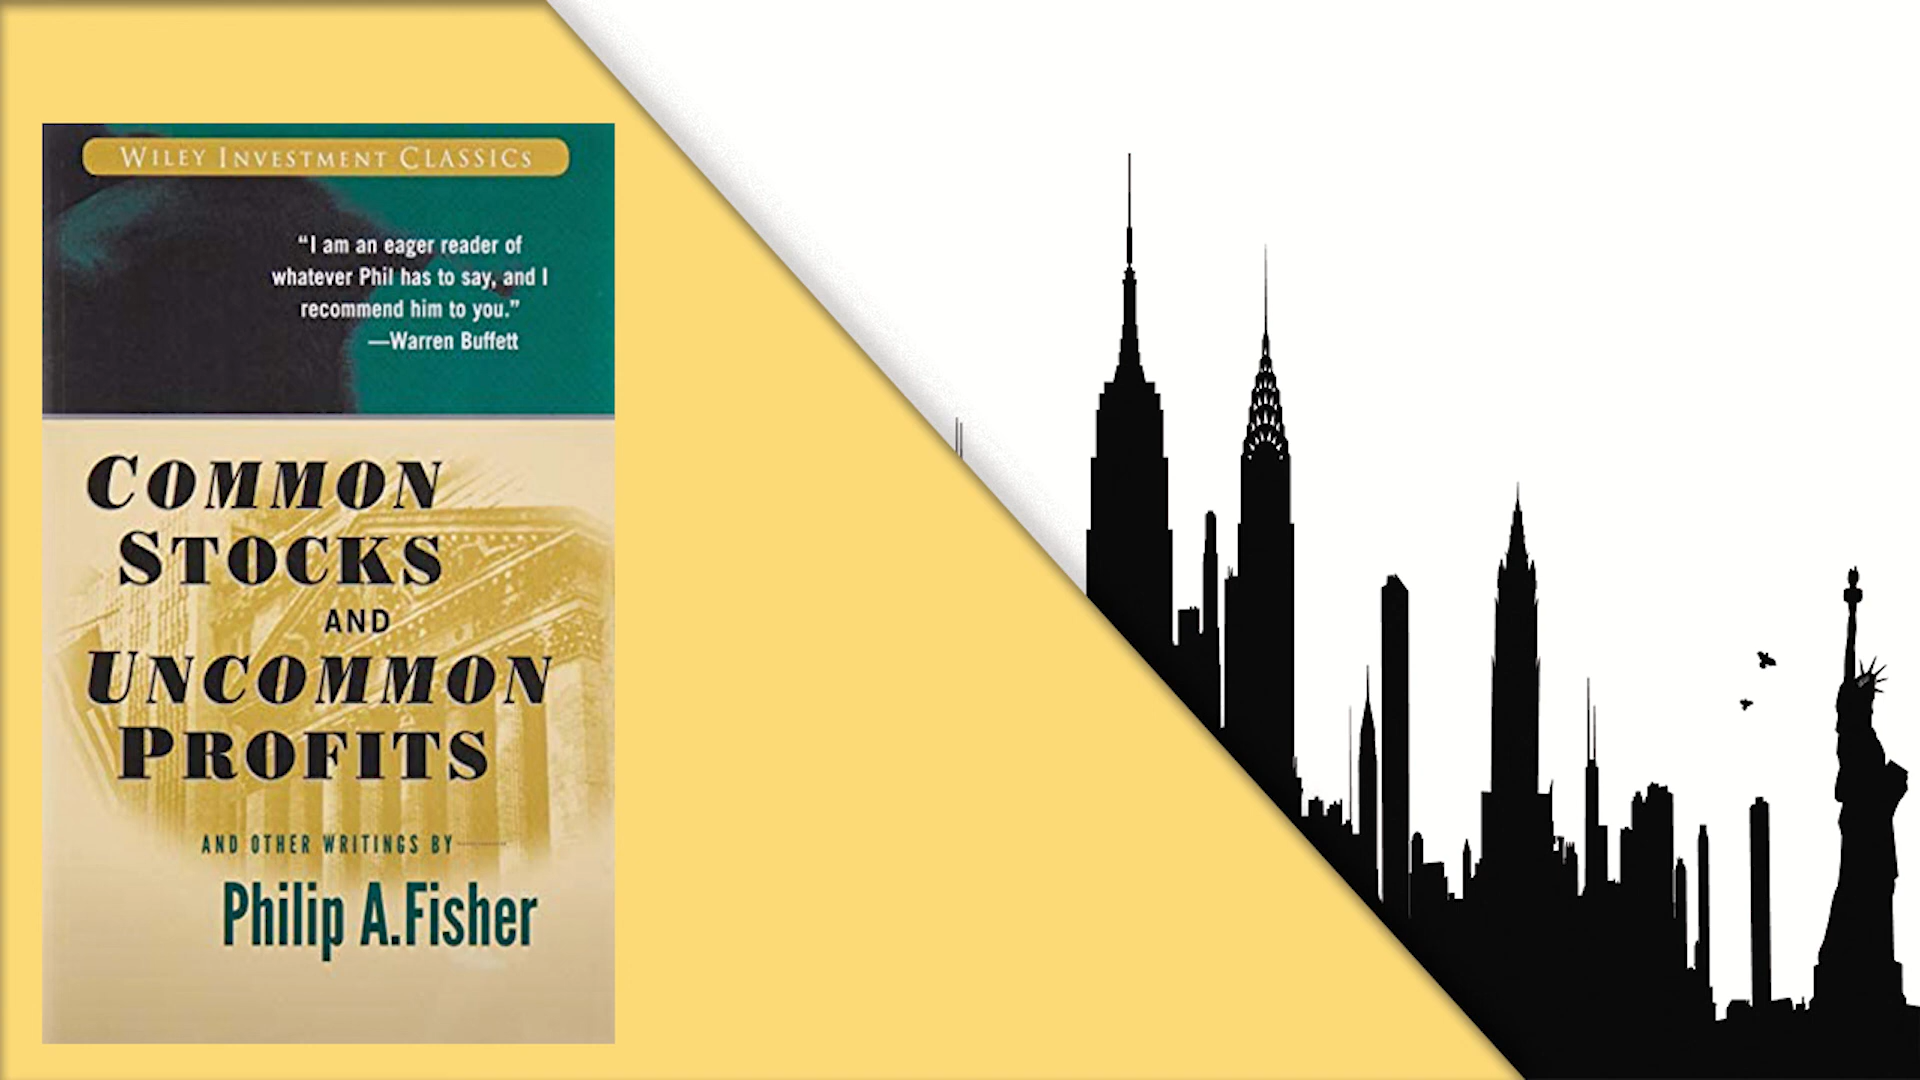 WILEY INVESTMENT CLASSICS
“I am an eager reader of
whatever Phil has to say, and I
recommend him to you.”
—Warren Buffett
COMMON
STOCKS
AND
UNCOMMON
PROFITS
AND OTHER WRITINGS BY
Philip A. Fisher